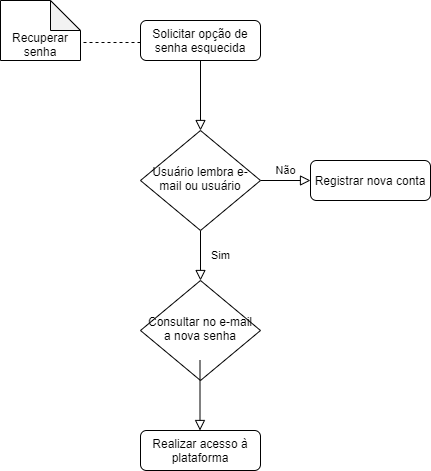 Recuperar
senha
Solicitar opção de
senha esquecida
Usuário lembra e-
mail ou usuário
Não
Registrar nova conta
Sim
Consultar no e-mail
a nova senha
Realizar acesso à
plataforma